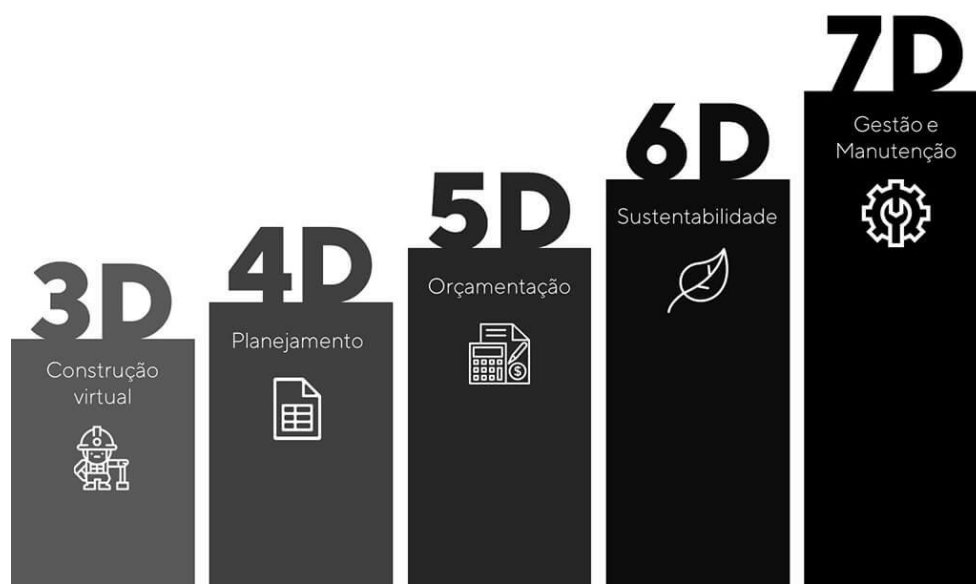 3D
Construção
virtual
4D
Planejamento
5D
Orçamentação
$
6D
Sustentabilidade
7D
Gestão e
Manutenção